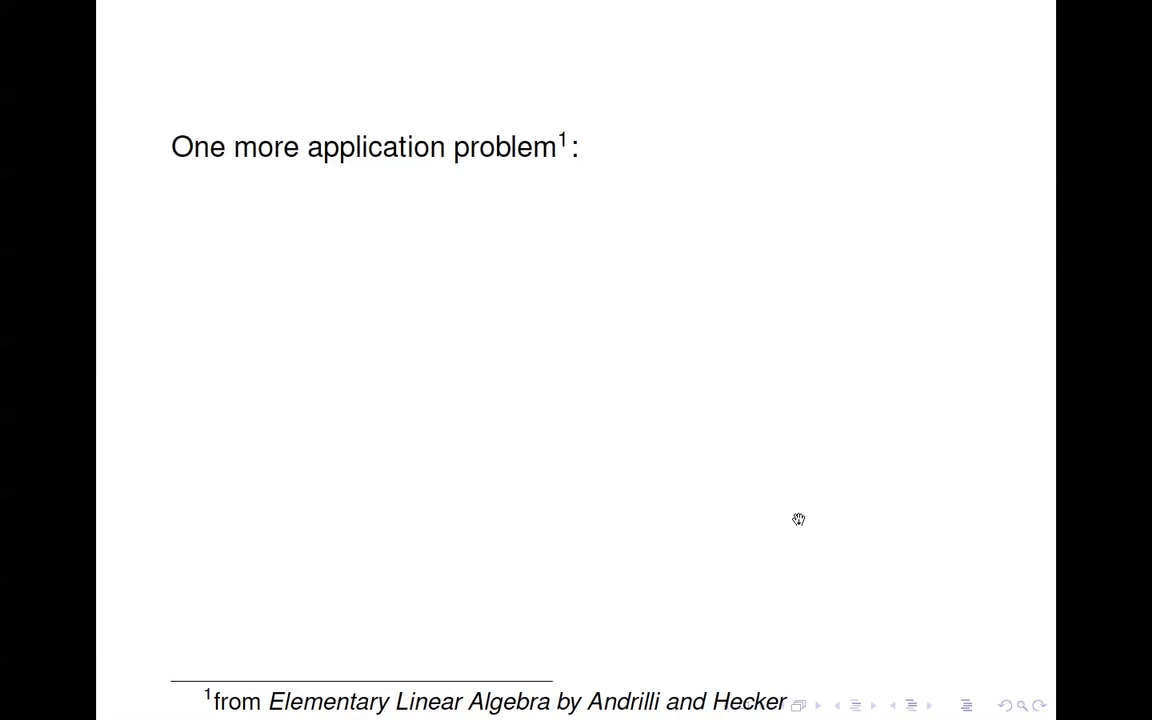 One more application problem¹:
¹from Elementary Linear Algebra by Andrilli and Hecker